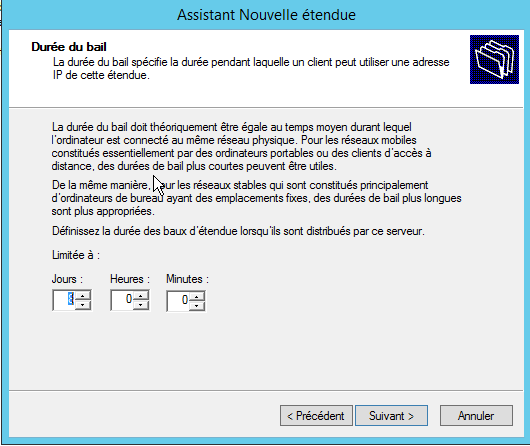 Assistant Nouvelle étendue
Durée du bail
La durée du bail spécifie la durée pendant laquelle un client peut utiliser une adresse
IP de cette étendue.
La durée du bail doit théoriquement être égale au temps moyen durant lequel
l'ordinateur est connecté au même réseau physique. Pour les réseaux mobiles
constitués essentiellement par des ordinateurs portables ou des clients d'accès à
distance, des durées de bail plus courtes peuvent être utiles.
De la même manière, pour les réseaux stables qui sont constitués principalement
d'ordinateurs de bureau ayant des emplacements fixes, des durées de bail plus longues
sont plus appropriées.
Définissez la durée des baux d'étendue lorsqu'ils sont distribués par ce serveur.
Limitée à :
Jours : Heures : Minutes :
0 0
< Précédent Suivant > Annuler